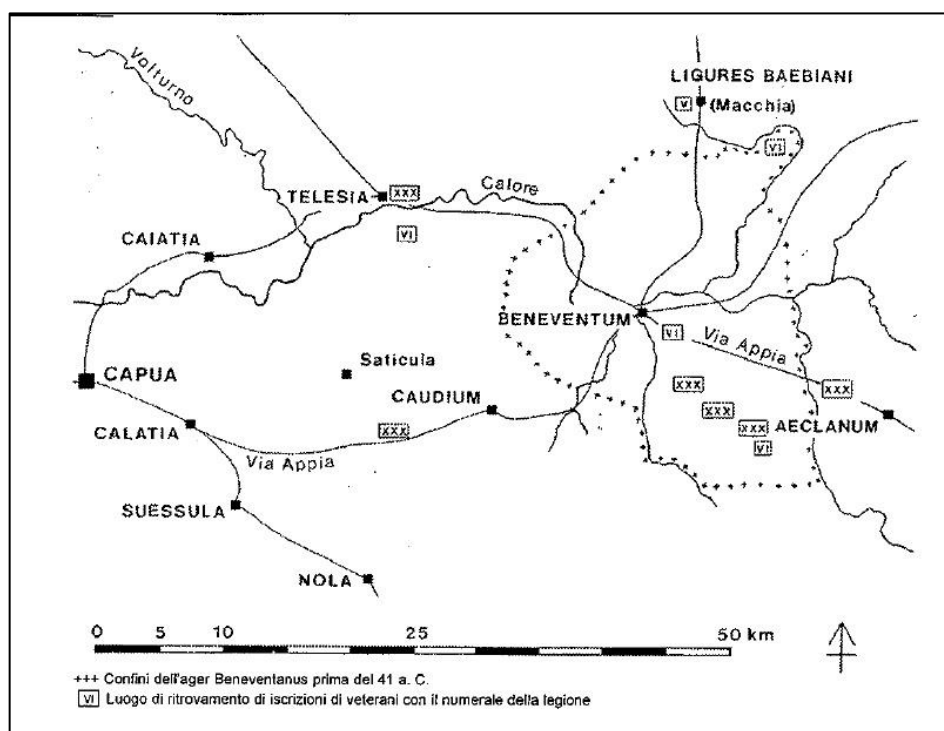 Volturno
LIGURES BAEBIANI
V
(Macchia)
VI
TELESIA
XXX
Calore
VI
CAIATIA
BENEVENTUM
VI
Via Appia
CAPUA
Saticula
XXX
XXX
CAUDIUM
XXX
CALATIA
XXX
XXX
AECLANUM
VI
Via Appia
SUESSULA
NOLA
0 5 10 25 50 km
+++ Confini dell'ager Beneventanus prima del 41 a. C.
VI Luogo di ritrovamento di iscrizioni di veterani con il numerale della legione